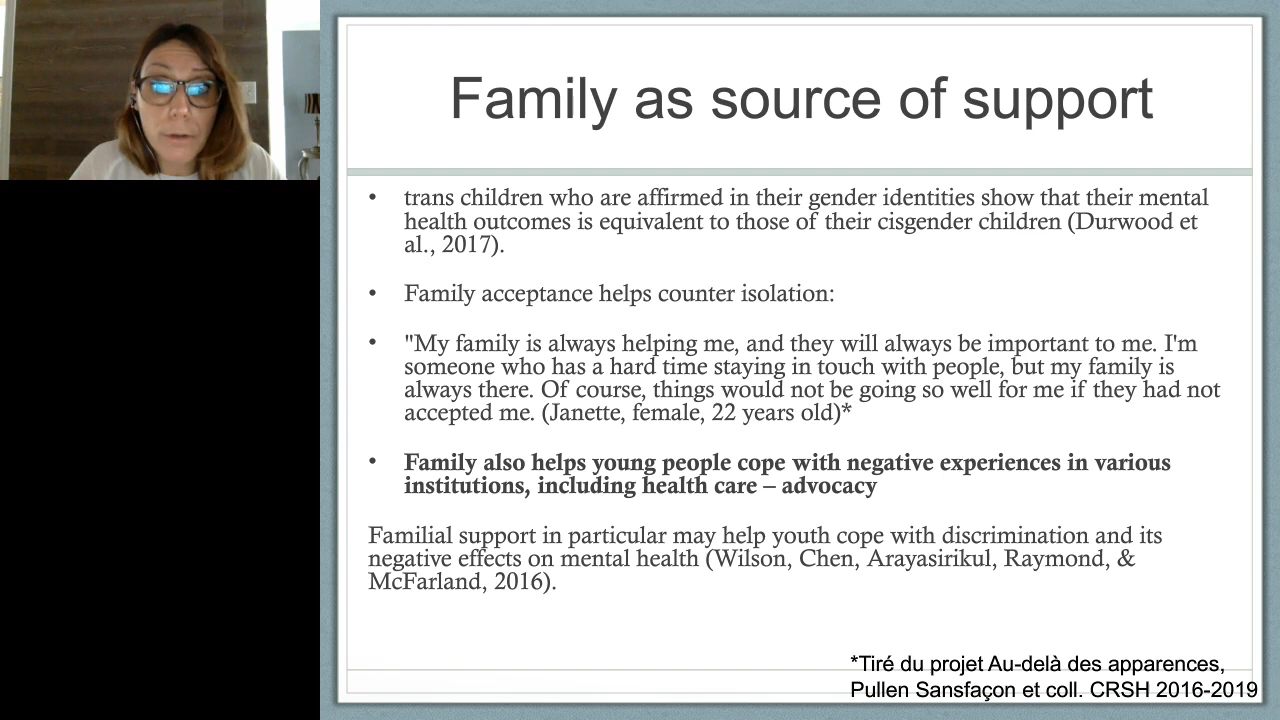 Family as source of support
• trans children who are affirmed in their gender identities show that their mental
health outcomes is equivalent to those of their cisgender children (Durwood et
al., 2017).
• Family acceptance helps counter isolation:
• "My family is always helping me, and they will always be important to me. I'm
someone who has a hard time staying in touch with people, but my family is
always there. Of course, things would not be going so well for me if they had not
accepted me. (Janette, female, 22 years old)*
• Family also helps young people cope with negative experiences in various
institutions, including health care – advocacy
Familial support in particular may help youth cope with discrimination and its
negative effects on mental health (Wilson, Chen, Arayasirikul, Raymond, &
McFarland, 2016).
*Tiré du projet Au-delà des apparences,
Pullen Sansfaçon et coll. CRSH 2016-2019